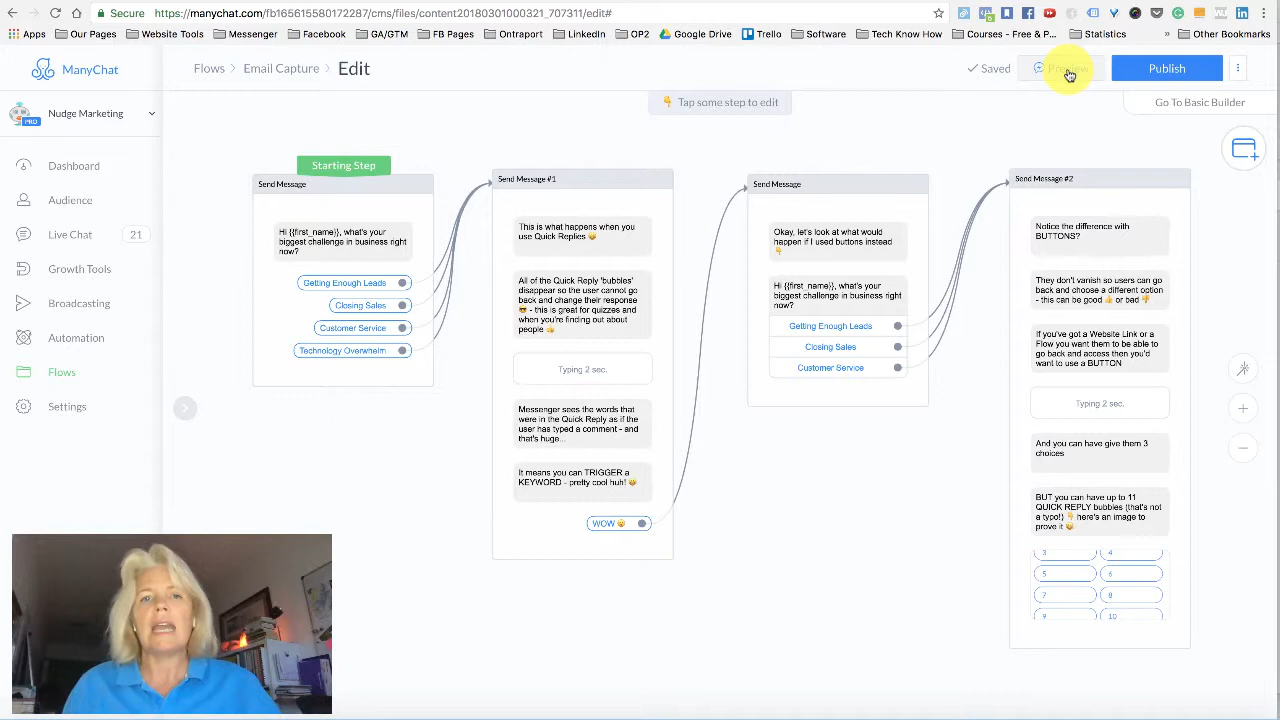 Secure
https://manychat.com/fb165615580172287/cms/files/content20180301000321_707311/edit#
Apps
Our Pages
Website Tools
Messenger
Facebook
GA/GTM
FB Pages
Ontraport
LinkedIn
OP2
Google Drive
Trello
Software
Tech Know How
Courses - Free & P...
Statistics
»
Other Bookmarks
ManyChat
Flows > Email Capture > Edit
Saved
Preview
Publish
Nudge Marketing
PRO
👇 Tap some step to edit
Go To Basic Builder
Dashboard
Audience
Live Chat
21
Growth Tools
Broadcasting
Automation
Flows
Settings
Starting Step
Send Message
Hi {{first_name}}, what's your
biggest challenge in business right
now?
Getting Enough Leads
Closing Sales
Customer Service
Technology Overwhelm
Send Message #1
This is what happens when you
use Quick Replies 😄
All of the Quick Reply 'bubbles'
disappear so the user cannot go
back and change their response
😎 - this is great for quizzes and
when you're finding out about
people 👍
Typing 2 sec.
Messenger sees the words that
were in the Quick Reply as if the
user has typed a comment - and
that's huge...
It means you can TRIGGER a
KEYWORD - pretty cool huh! 😄
WOW 😮
Send Message
Okay, let's look at what would
happen if I used buttons instead
👇
Hi {{first_name}}, what's your
biggest challenge in business right
now?
Getting Enough Leads
Closing Sales
Customer Service
Send Message #2
Notice the difference with
BUTTONS?
They don't vanish so users can go
back and choose a different option
- this can be good 👍 or bad 👎
If you've got a Website Link or a
Flow you want them to be able to
go back and access then you'd
want to use a BUTTON
Typing 2 sec.
And you can have give them 3
choices
BUT you can have up to 11
QUICK REPLY bubbles (that's not
a typo!) 👇 here's an image to
prove it 😄
3
4
5
6
7
8
9
10